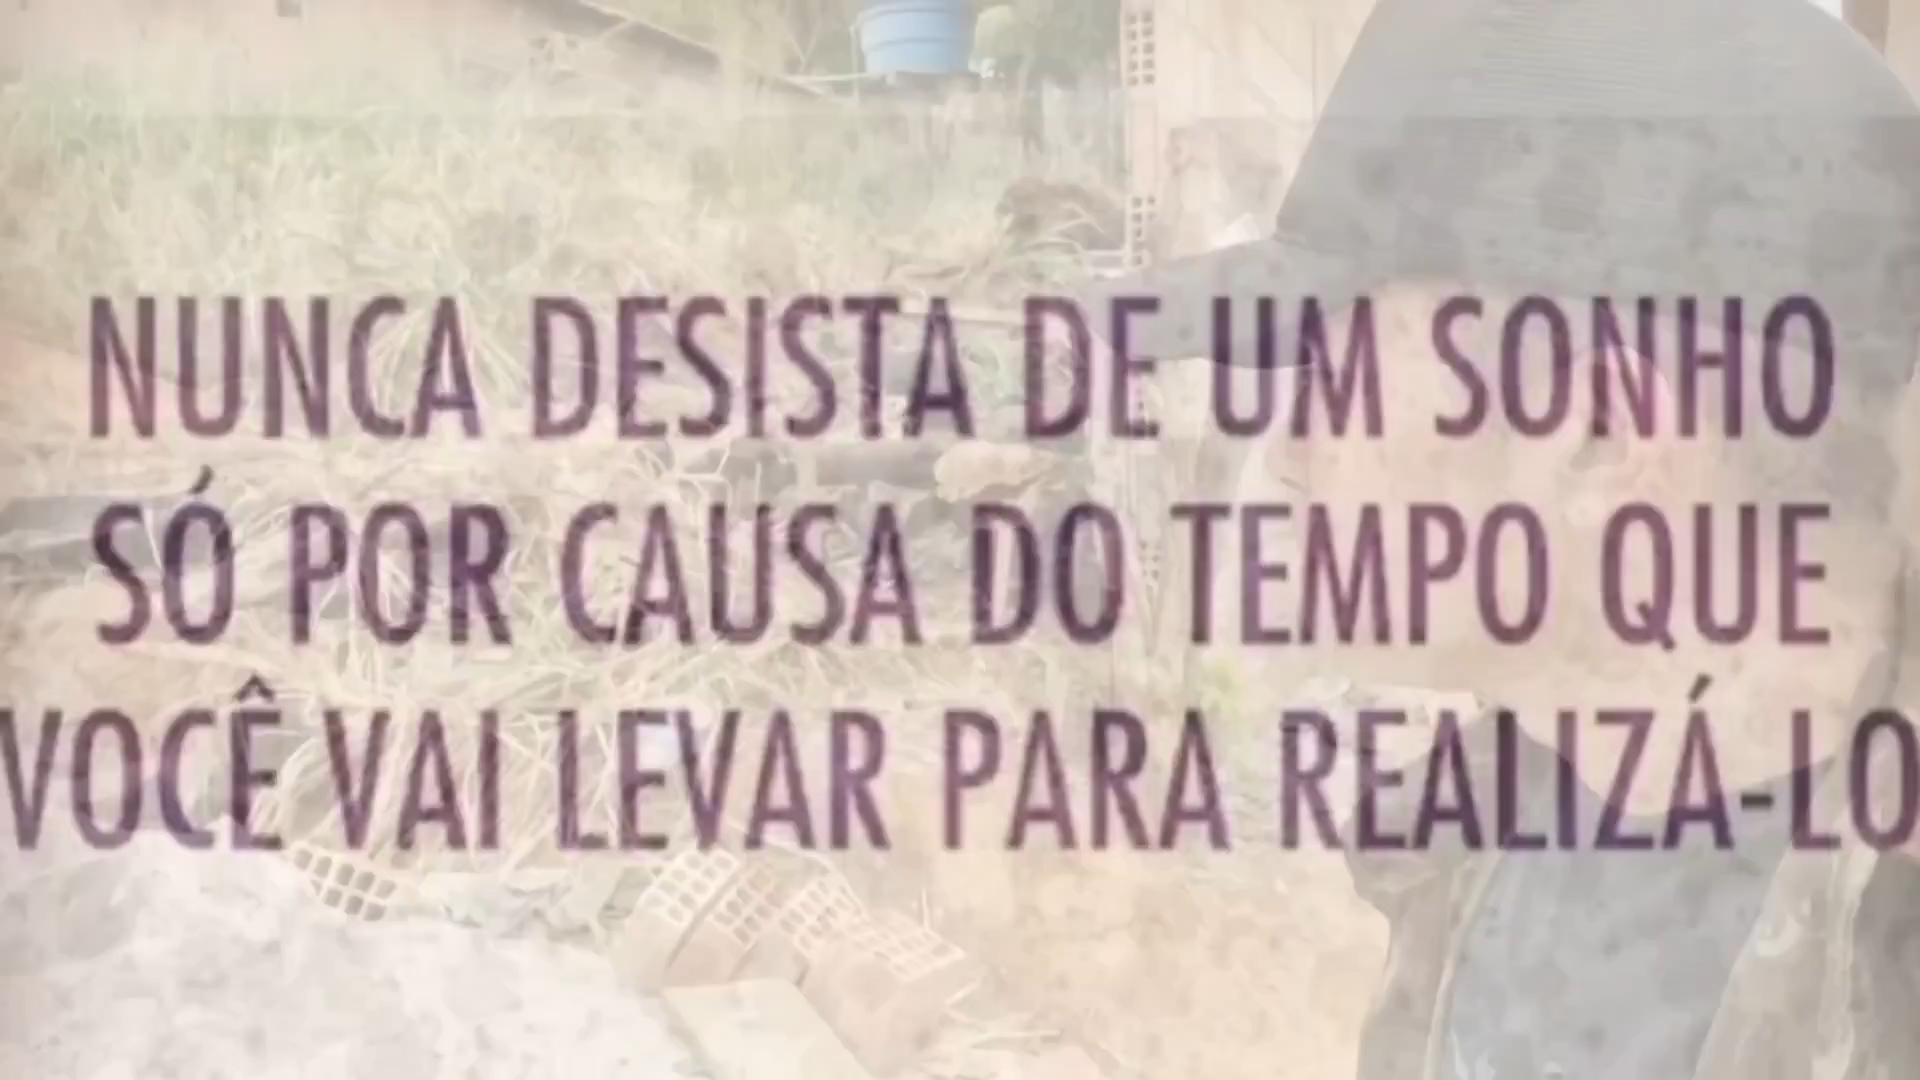 NUNCA DESISTA DE UM SONHO
SÓ POR CAUSA DO TEMPO QUE
VOCÊ VAI LEVAR PARA REALIZÁ-LO